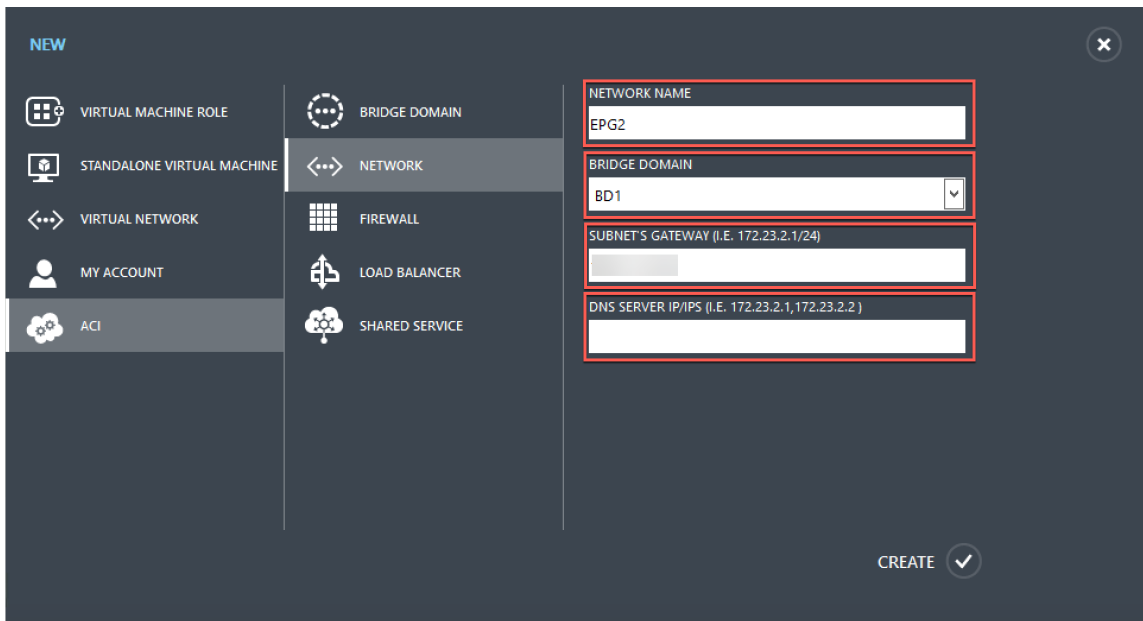 NEW
VIRTUAL MACHINE ROLE
STANDALONE VIRTUAL MACHINE
VIRTUAL NETWORK
MY ACCOUNT
ACI
BRIDGE DOMAIN
NETWORK
FIREWALL
LOAD BALANCER
SHARED SERVICE
NETWORK NAME
EPG2
BRIDGE DOMAIN
BD1
SUBNET'S GATEWAY (I.E. 172.23.2.1/24)
DNS SERVER IP/IPS (I.E. 172.23.2.1,172.23.2.2 )
CREATE